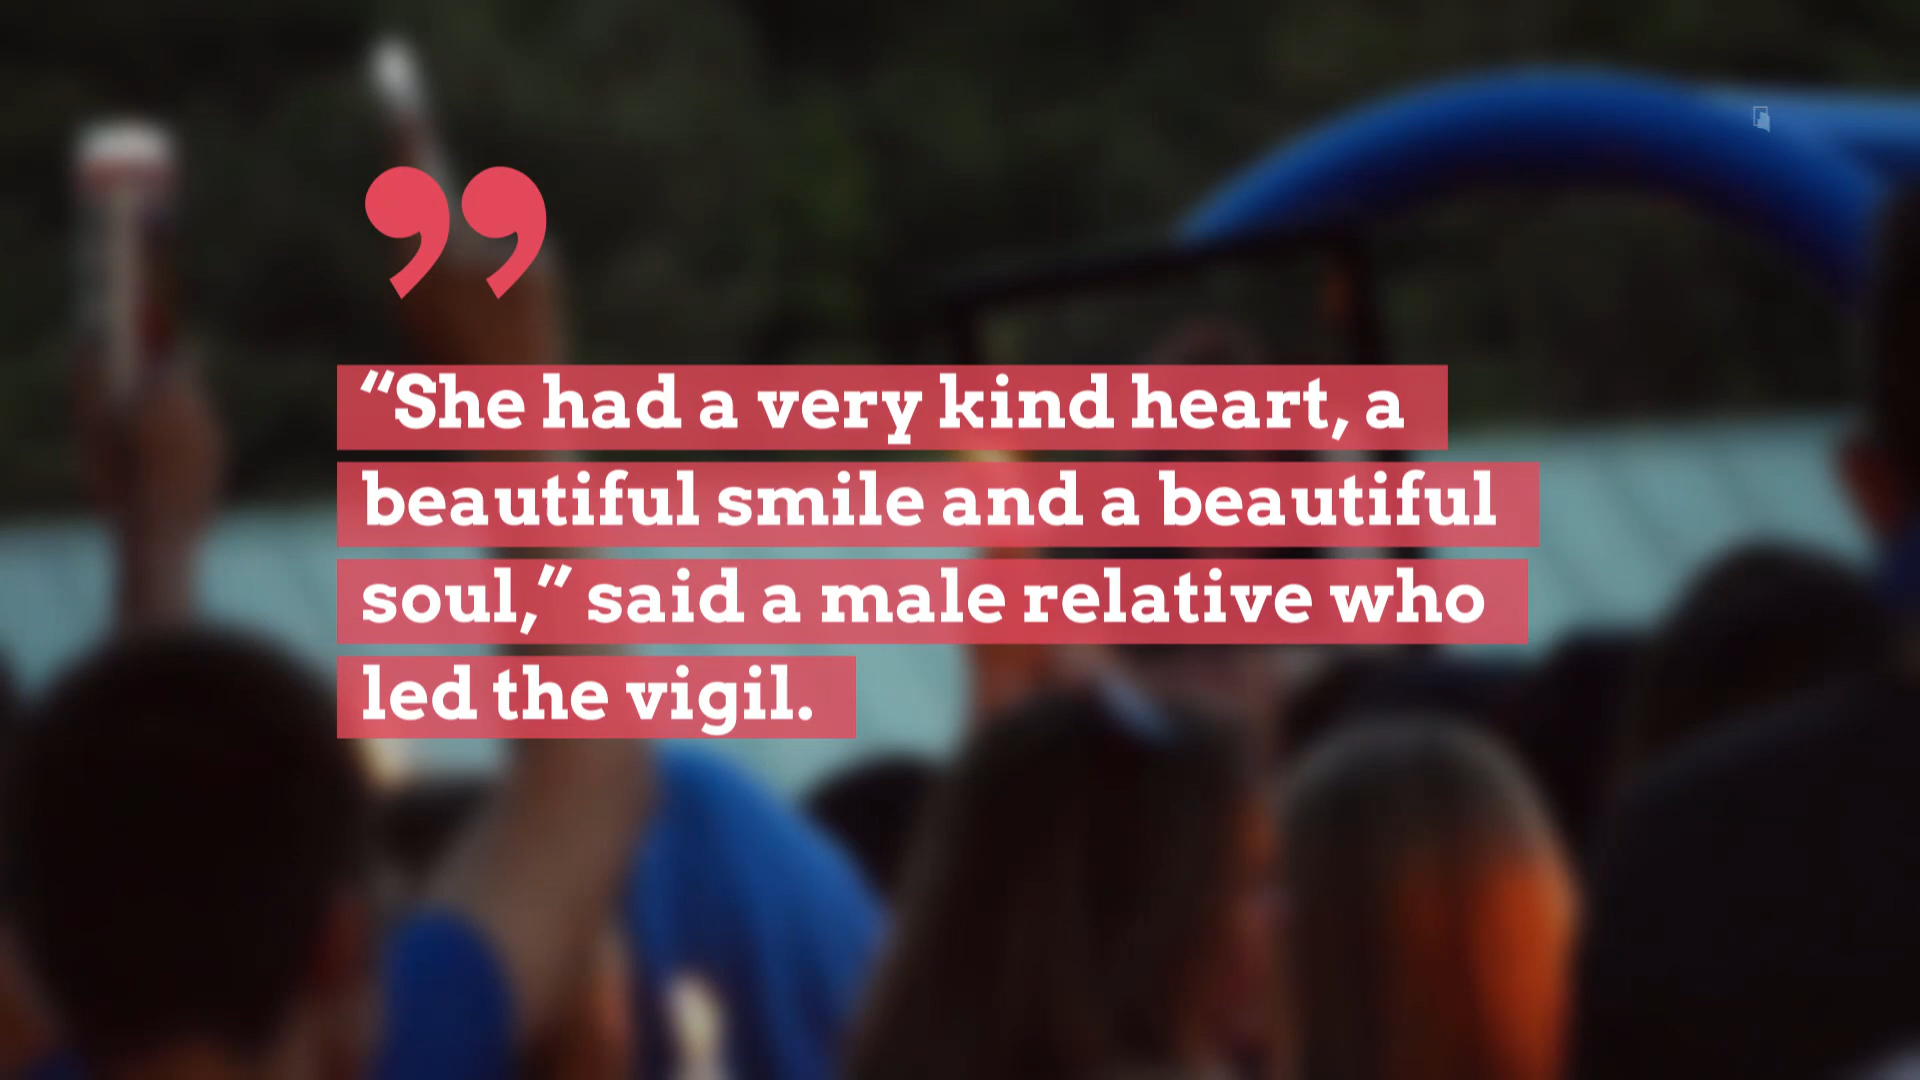 “She had a very kind heart, a
beautiful smile and a beautiful
soul,” said a male relative who
led the vigil.